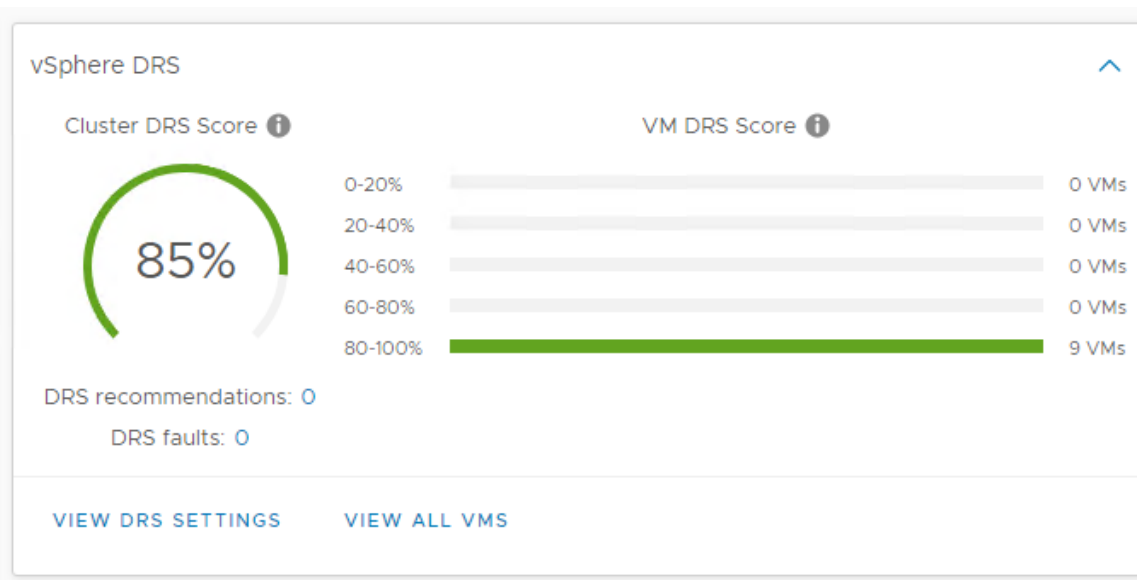 vSphere DRS
Cluster DRS Score
VM DRS Score
85%
0-20% 0 VMs
20-40% 0 VMs
40-60% 0 VMs
60-80% 0 VMs
80-100% 9 VMs
DRS recommendations: 0
DRS faults: 0
VIEW DRS SETTINGS
VIEW ALL VMS